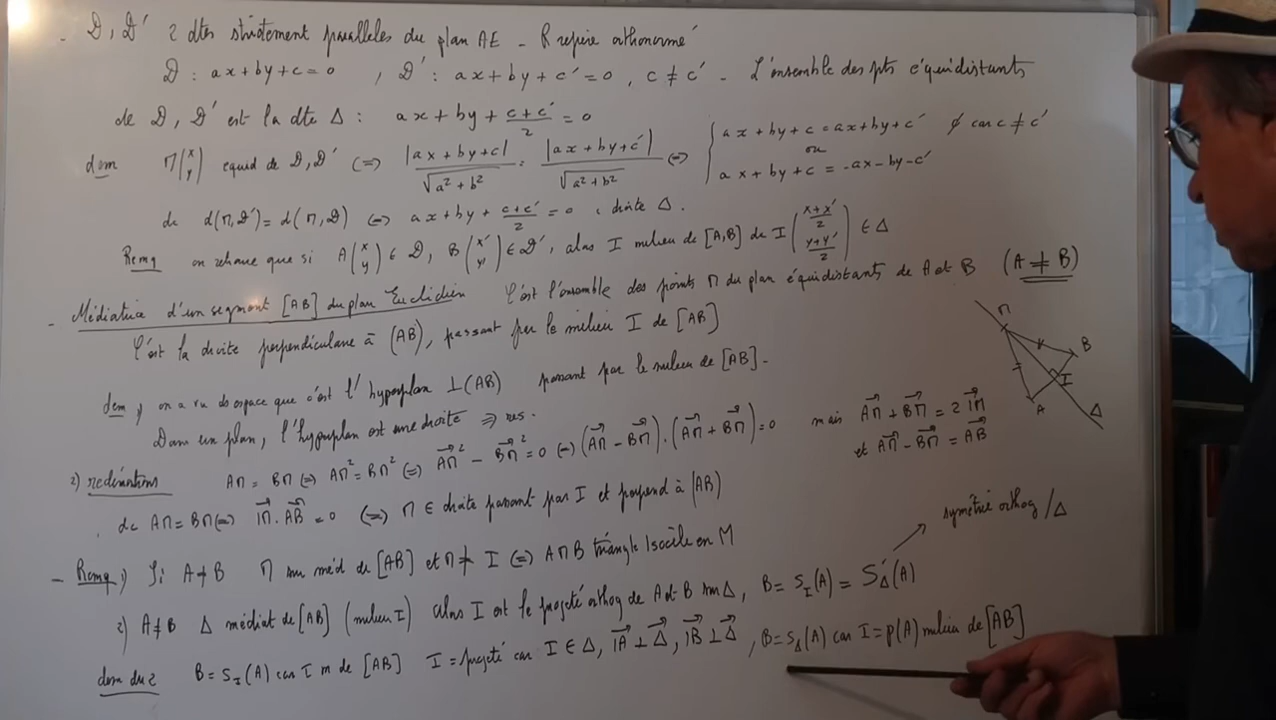 - D, D' 2 dtes strictement parallèles du plan AE - R repère orthonormé
D : ax+by+c=0 , D' : ax+by+c'=0 , c ≠ c' - L'ensemble des pts équidistants
de D, D' est la dte Δ : ax+by+(c+c')/2=0
dem M(x y) equid de D, D' (=) |ax+by+c|/√(a²+b²) = |ax+by+c'|/√(a²+b²) (=) { ax+by+c=ax+by+c' ∅ car c≠c' ou ax+by+c=-ax-by-c'
dc d(M,D')=d(M,D) (=) ax+by+(c+c')/2=0 , droite Δ.
Remq on retrouve que si A(x y) ∈ D, B(x' y') ∈ D', alors I milieu de [A,B] dc I((x+x')/2 (y+y')/2) ∈ Δ
- Médiatrice d'un segment [AB] du plan Euclidien C'est l'ensemble des points M du plan équidistants de A et B (A ≠ B)
C'est la droite perpendiculaire à (AB), passant par le milieu I de [AB]
dem 1) on a vu ds espace que c'est l'hyperplan ⊥(AB) passant par le milieu de [AB].
Dans un plan, l'hyperplan est une droite => res.
2) AM = BM (=) AM²=BM² (=) AM² - BM² = 0 (=) (AM - BM).(AM + BM)=0 mais AM + BM = 2 IM
et AM - BM = AB
dc AM=BM (=) IM.AB=0 (=) M ∈ droite passant par I et perpend à (AB)
- Remq 1) Si A≠B M sur méd de [AB] et M≠I (=) AMB triangle Isocèle en M
2) A≠B Δ médiat de [AB] (milieu I) alors I est le projeté orthog de A et B sur Δ, B = S_I(A) = S_Δ(A)
symétrie orthog /Δ
dem du 2 B = S_I(A) car I m de [AB] I = projeté car I ∈ Δ, IA ⊥ Δ, IB ⊥ Δ, B=S_Δ(A) car I=p(A) milieu de [AB]
M
B
I
A
Δ